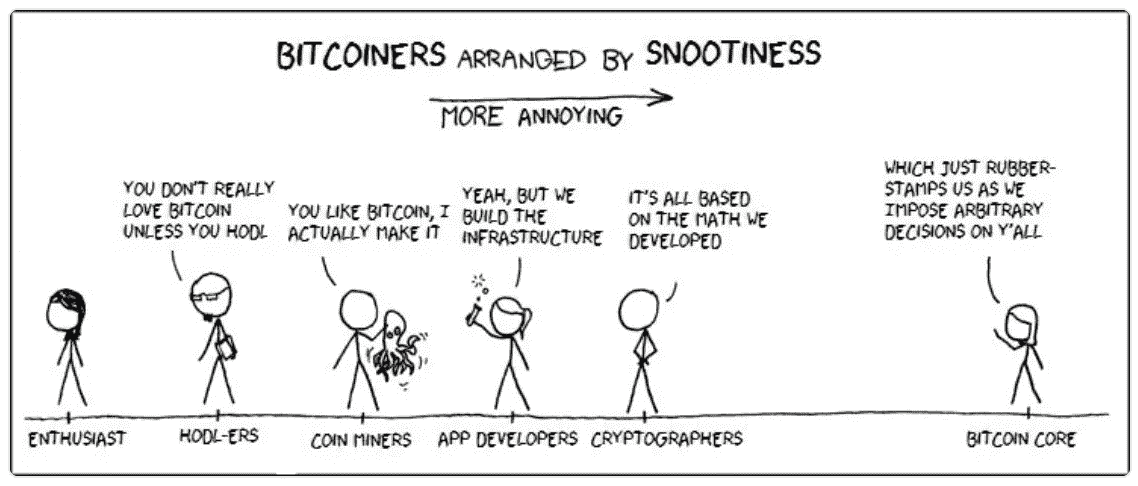 BITCOINERS ARRANGED BY SNOOTINESS
MORE ANNOYING
YOU DON'T REALLY
LOVE BITCOIN
UNLESS YOU HODL
YOU LIKE BITCOIN, I
ACTUALLY MAKE IT
YEAH, BUT WE
BUILD THE
INFRASTRUCTURE
IT'S ALL BASED
ON THE MATH WE
DEVELOPED
WHICH JUST RUBBER-
STAMPS US AS WE
IMPOSE ARBITRARY
DECISIONS ON Y'ALL
ENTHUSIAST
HODL-ERS
COIN MINERS
APP DEVELOPERS
CRYPTOGRAPHERS
BITCOIN CORE